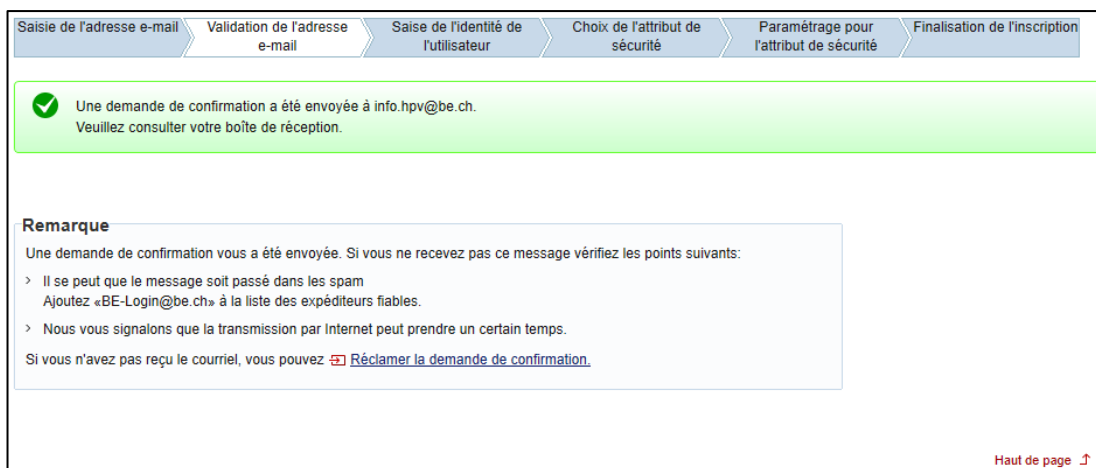 Saisie de l'adresse e-mail
Validation de l'adresse
e-mail
Saise de l'identité de
l'utilisateur
Choix de l'attribut de
sécurité
Paramétrage pour
l'attribut de sécurité
Finalisation de l'inscription
Une demande de confirmation a été envoyée à info.hpv@be.ch.
Veuillez consulter votre boîte de réception.
Remarque
Une demande de confirmation vous a été envoyée. Si vous ne recevez pas ce message vérifiez les points suivants:
> Il se peut que le message soit passé dans les spam
Ajoutez «BE-Login@be.ch» à la liste des expéditeurs fiables.
> Nous vous signalons que la transmission par Internet peut prendre un certain temps.
Si vous n'avez pas reçu le courriel, vous pouvez Réclamer la demande de confirmation.
Haut de page